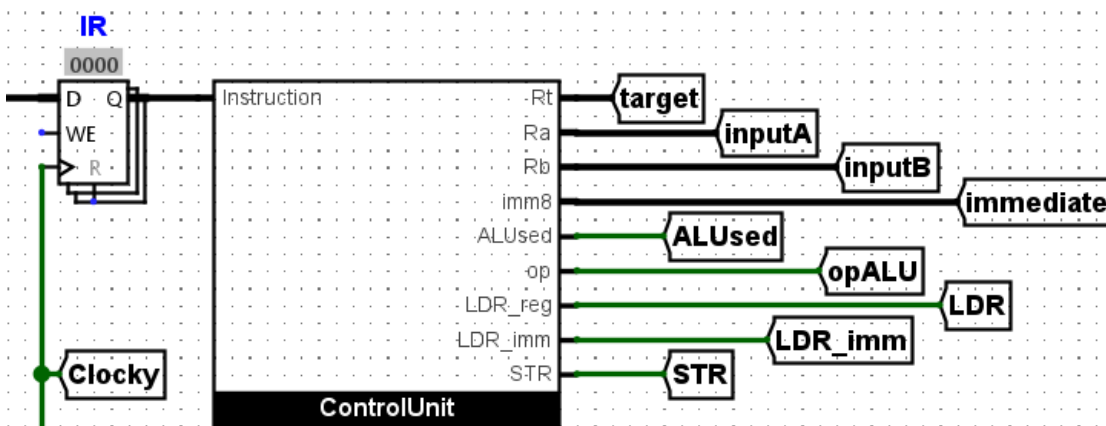 IR
0000
D Q
WE
R
Clocky
Instruction
Rt
Ra
Rb
imm8
ALUsed
op
LDR_reg
LDR_imm
STR
ControlUnit
target
inputA
inputB
immediate
ALUsed
opALU
LDR
LDR_imm
STR